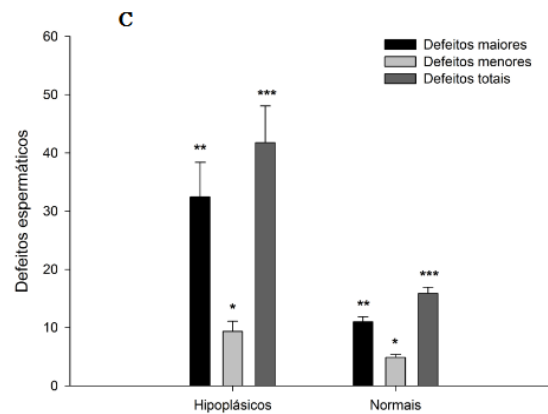 C
60
50
40
30
20
10
0
Defeitos espermáticos
Defeitos maiores
Defeitos menores
Defeitos totais
**
*
***
**
*
***
Hipoplásicos
Normais